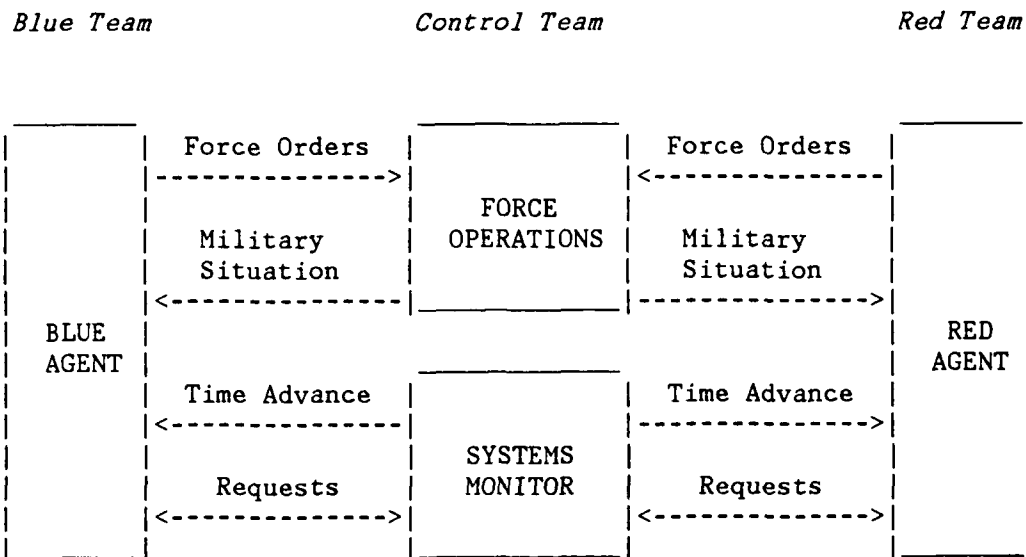 Blue Team Control Team Red Team
Force Orders Force Orders
FORCE
OPERATIONS
Military Military
Situation Situation
BLUE RED
AGENT AGENT
Time Advance Time Advance
SYSTEMS
MONITOR
Requests Requests